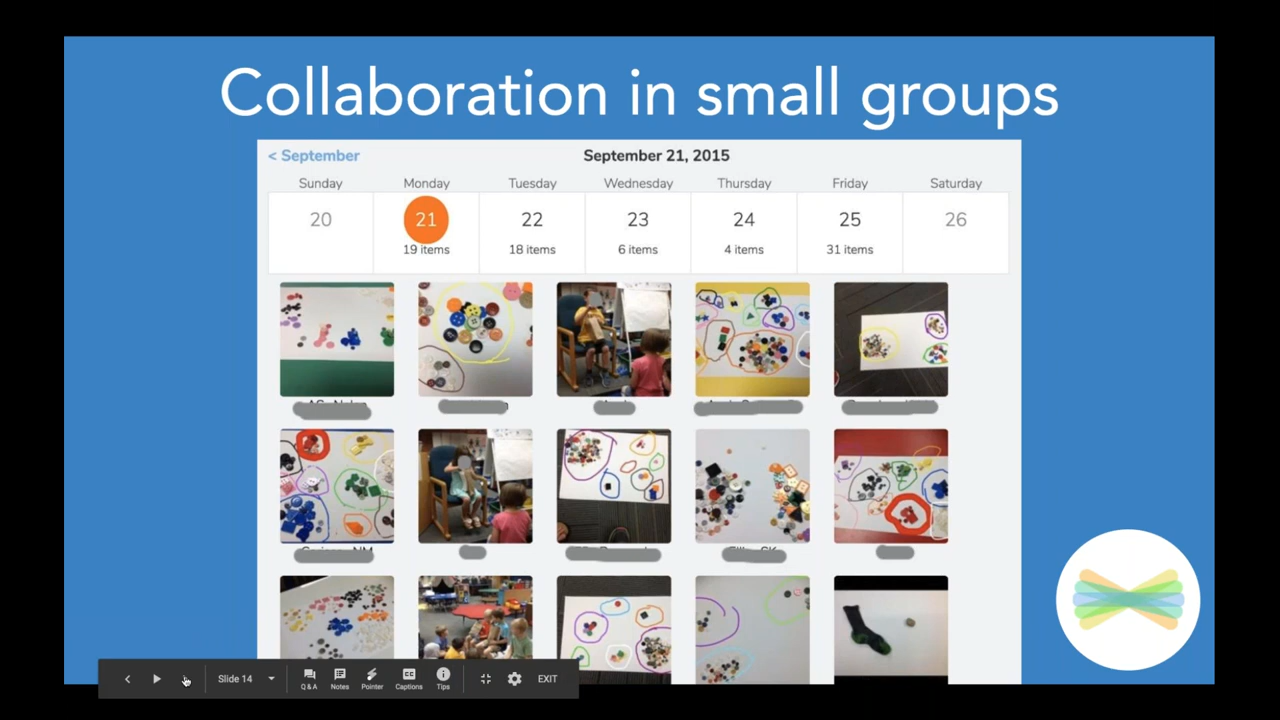 Collaboration in small groups
< September
September 21, 2015
Sunday Monday Tuesday Wednesday Thursday Friday Saturday
20 21 22 23 24 25 26
19 items 18 items 6 items 4 items 31 items
Slide 14
Q & A Notes Pointer Captions Tips EXIT